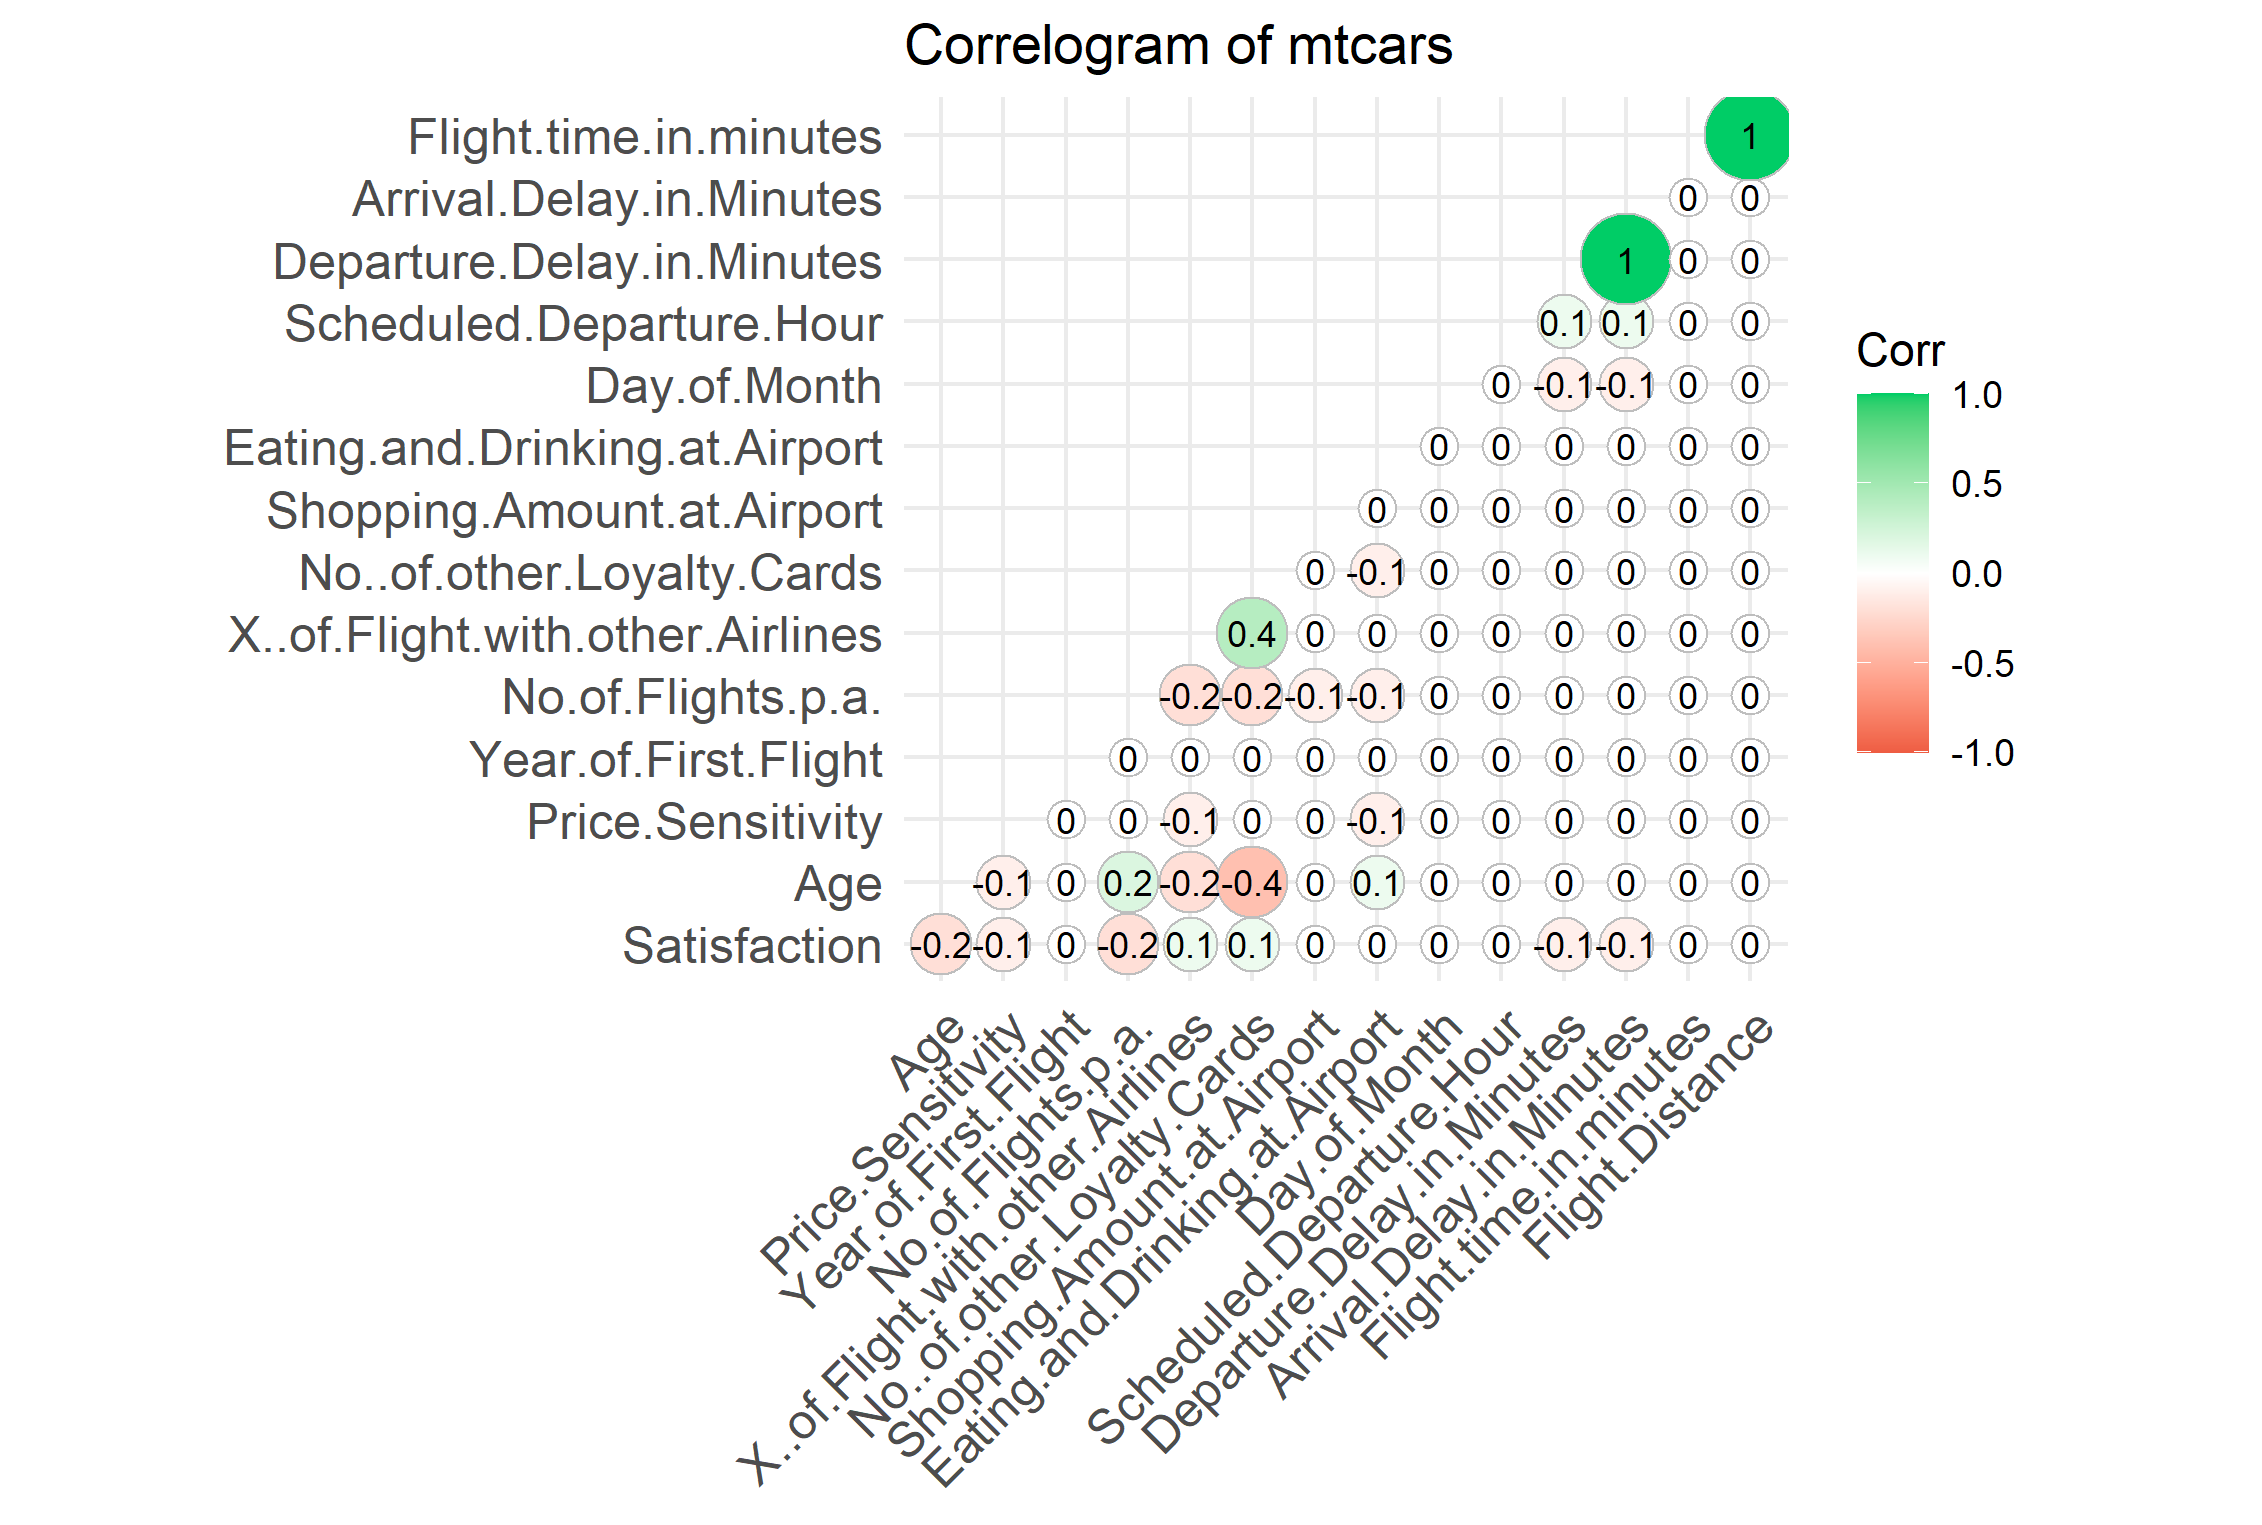 Correlogram of mtcars
Flight.time.in.minutes 1
Arrival.Delay.in.Minutes 0 0
Departure.Delay.in.Minutes 1 0 0
Scheduled.Departure.Hour 0.1 0.1 0 0
Day.of.Month 0 -0.1 -0.1 0 0
Eating.and.Drinking.at.Airport 0 0 0 0 0 0
Shopping.Amount.at.Airport 0 0 0 0 0 0 0
No..of.other.Loyalty.Cards 0 -0.1 0 0 0 0 0 0
X..of.Flight.with.other.Airlines 0.4 0 0 0 0 0 0 0 0
No.of.Flights.p.a. -0.2 -0.2 -0.1 -0.1 0 0 0 0 0 0
Year.of.First.Flight 0 0 0 0 0 0 0 0 0 0 0
Price.Sensitivity 0 0 -0.1 0 0 -0.1 0 0 0 0 0 0
Age -0.1 0 0.2 -0.2 -0.4 0 0.1 0 0 0 0 0 0
Satisfaction -0.2 -0.1 0 -0.2 0.1 0.1 0 0 0 0 -0.1 -0.1 0 0
Age
Price.Sensitivity
Year.of.First.Flight
No.of.Flights.p.a.
X..of.Flight.with.other.Airlines
No..of.other.Loyalty.Cards
Shopping.Amount.at.Airport
Eating.and.Drinking.at.Airport
Day.of.Month
Scheduled.Departure.Hour
Departure.Delay.in.Minutes
Arrival.Delay.in.Minutes
Flight.time.in.minutes
Flight.Distance
Corr
1.0
0.5
0.0
-0.5
-1.0